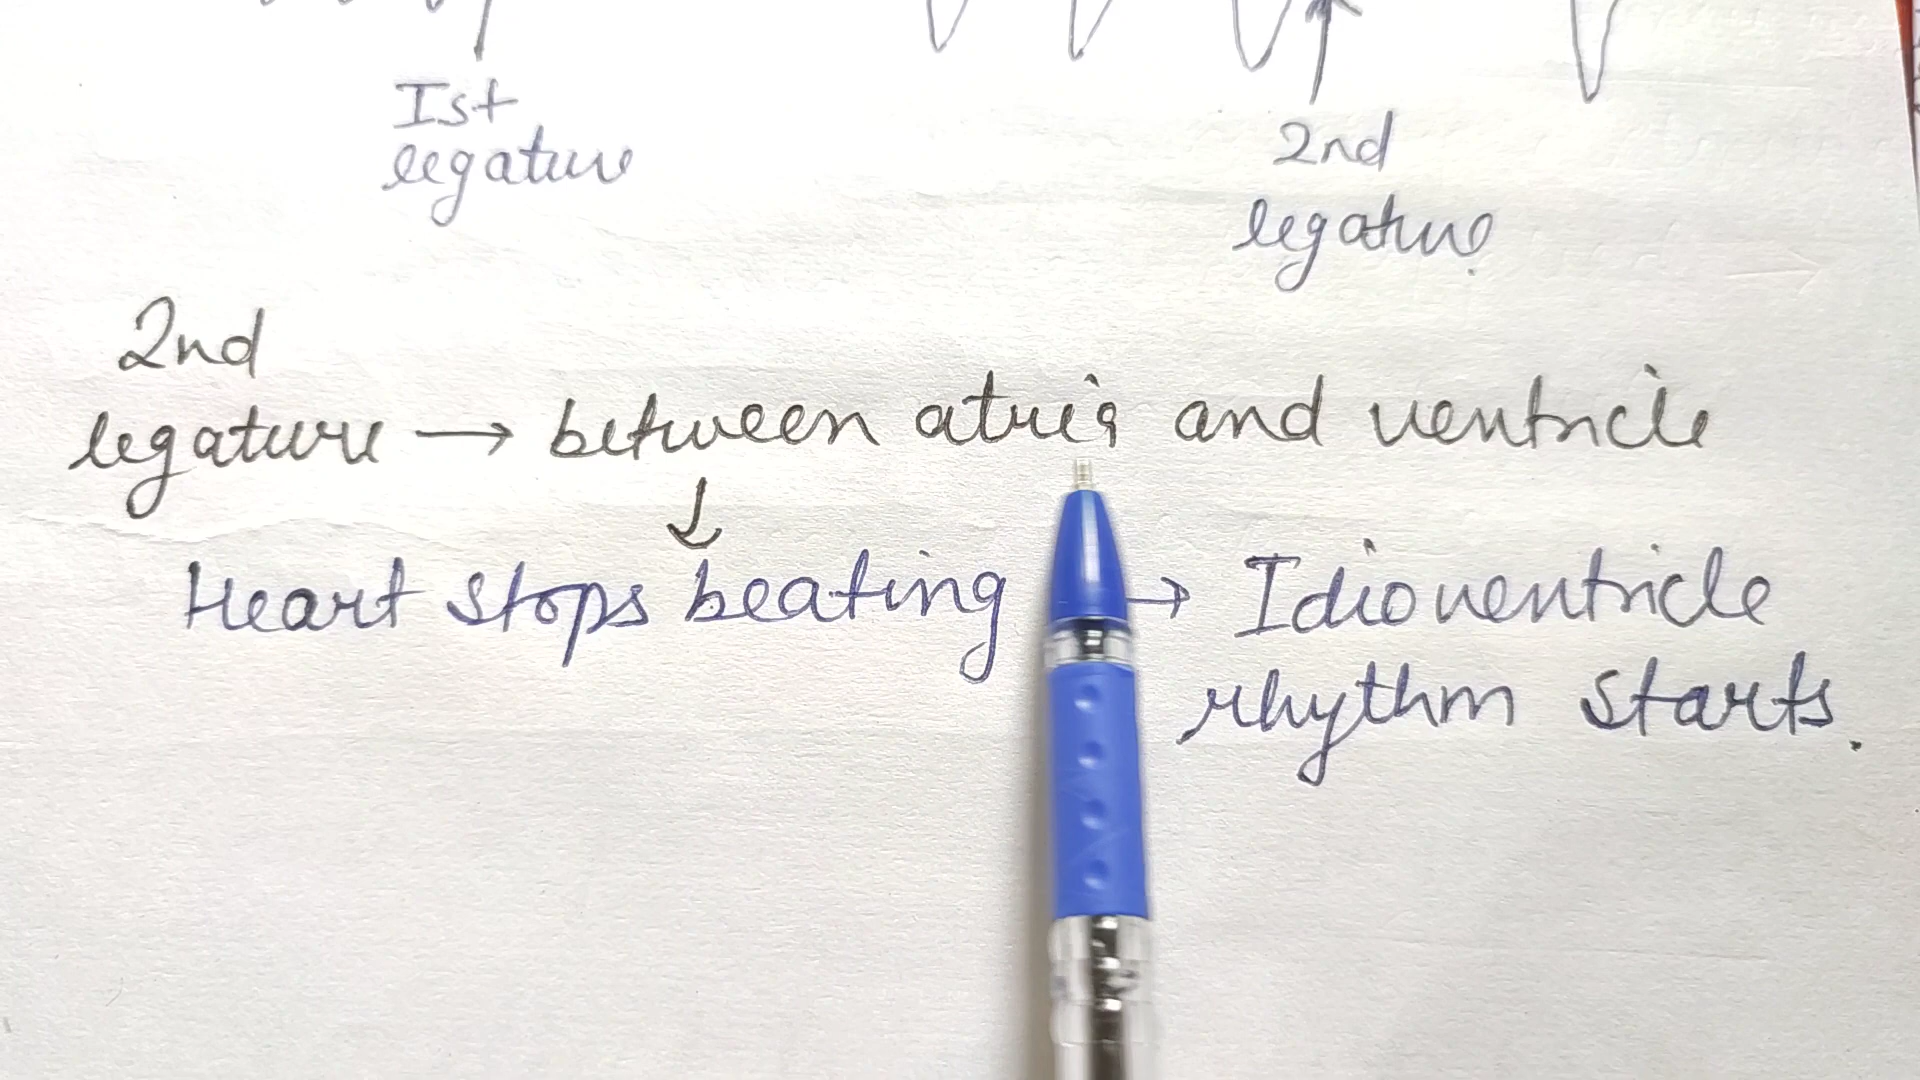 Ist
legature
2nd
legature
2nd
legature → between atria and ventricle
↓
Heart stops beating → Idioventricle
rhythm starts.